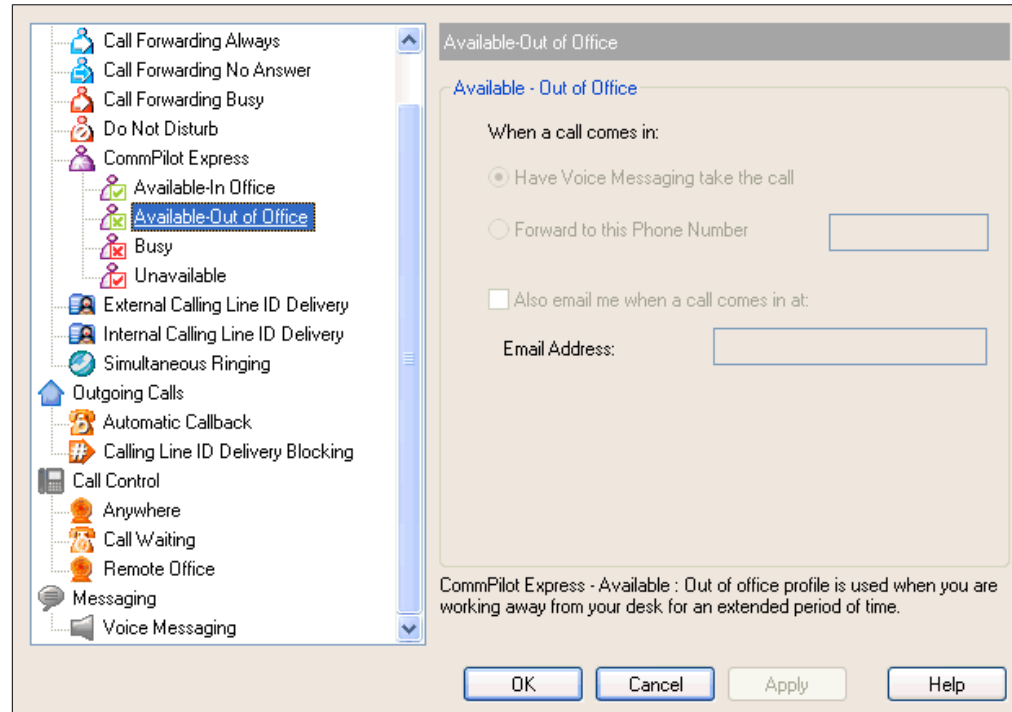 Call Forwarding Always
Call Forwarding No Answer
Call Forwarding Busy
Do Not Disturb
CommPilot Express
Available-In Office
Available-Out of Office
Busy
Unavailable
External Calling Line ID Delivery
Internal Calling Line ID Delivery
Simultaneous Ringing
Outgoing Calls
Automatic Callback
Calling Line ID Delivery Blocking
Call Control
Anywhere
Call Waiting
Remote Office
Messaging
Voice Messaging
Available-Out of Office
Available - Out of Office
When a call comes in:
Have Voice Messaging take the call
Forward to this Phone Number
Also email me when a call comes in at:
Email Address:
CommPilot Express - Available : Out of office profile is used when you are
working away from your desk for an extended period of time.
OK
Cancel
Apply
Help